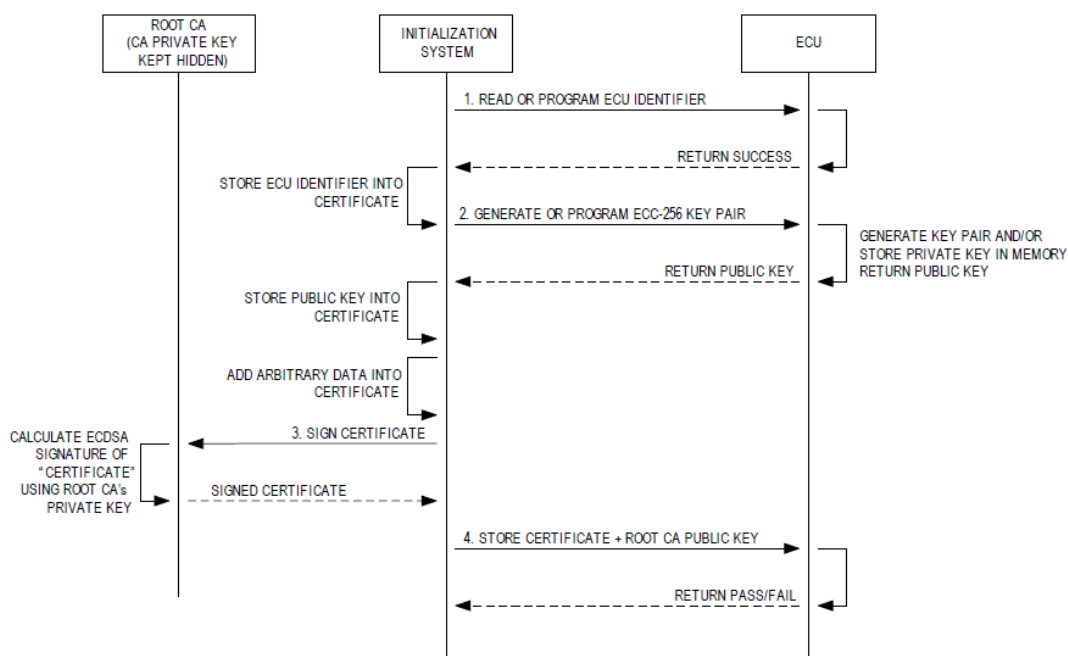 ROOT CA
(CA PRIVATE KEY
KEPT HIDDEN)
INITIALIZATION
SYSTEM
ECU
1. READ OR PROGRAM ECU IDENTIFIER
RETURN SUCCESS
STORE ECU IDENTIFIER INTO
CERTIFICATE
2. GENERATE OR PROGRAM ECC-256 KEY PAIR
GENERATE KEY PAIR AND/OR
STORE PRIVATE KEY IN MEMORY
RETURN PUBLIC KEY
RETURN PUBLIC KEY
STORE PUBLIC KEY INTO
CERTIFICATE
ADD ARBITRARY DATA INTO
CERTIFICATE
3. SIGN CERTIFICATE
CALCULATE ECDSA
SIGNATURE OF
"CERTIFICATE"
USING ROOT CA's
PRIVATE KEY
SIGNED CERTIFICATE
4. STORE CERTIFICATE + ROOT CA PUBLIC KEY
RETURN PASS/FAIL